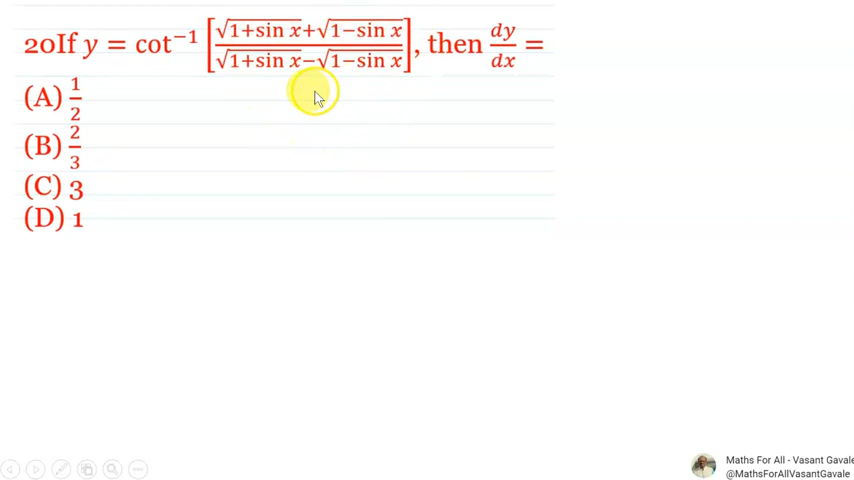 20If y = cot⁻¹ [(√1+sin x+√1−sin x)/(√1+sin x−√1−sin x)], then dy/dx =
(A) 1/2
(B) 2/3
(C) 3
(D) 1
Maths For All - Vasant Gavale
@MathsForAllVasantGavale